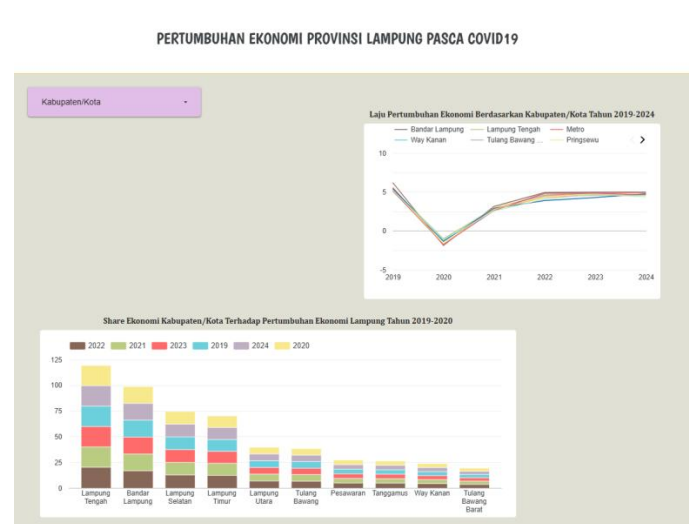 PERTUMBUHAN EKONOMI PROVINSI LAMPUNG PASCA COVID19
Kabupaten/Kota
Laju Pertumbuhan Ekonomi Berdasarkan Kabupaten/Kota Tahun 2019-2024
Bandar Lampung Lampung Tengah Metro
Way Kanan Tulang Bawang ... Pringsewu
10
5
0
-5
2019 2020 2021 2022 2023 2024
Share Ekonomi Kabupaten/Kota Terhadap Pertumbuhan Ekonomi Lampung Tahun 2019-2020
2022 2021 2023 2019 2024 2020
125
100
75
50
25
0
Lampung Bandar Lampung Lampung Lampung Tulang Pesawaran Tanggamus Way Kanan Tulang
Tengah Lampung Selatan Timur Utara Bawang Bawang
Barat